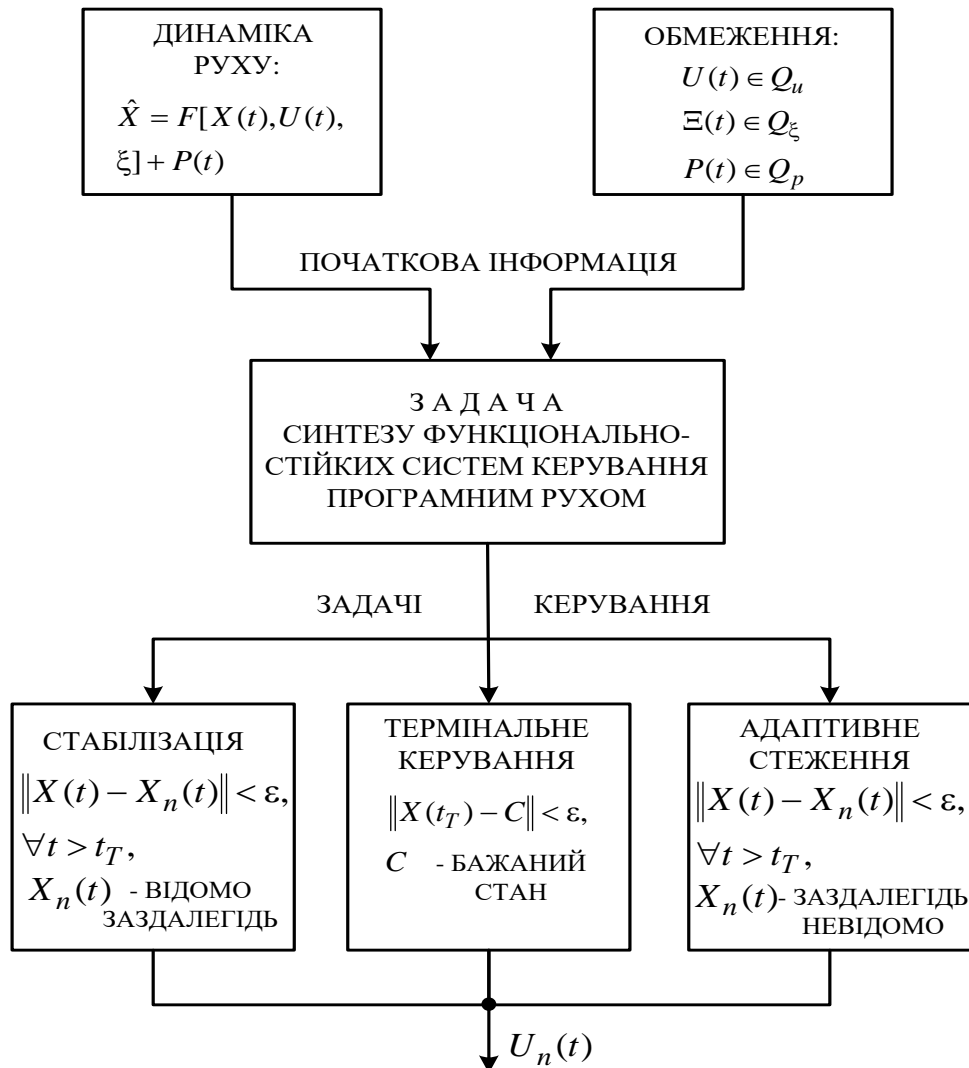 ДИНАМІКА
РУХУ:
X̂ = F[X(t),U(t),
ξ]+ P(t)
ОБМЕЖЕННЯ:
U(t) ∈ Q_u
Ξ(t) ∈ Q_ξ
P(t) ∈ Q_p
ПОЧАТКОВА ІНФОРМАЦІЯ
З А Д А Ч А
СИНТЕЗУ ФУНКЦІОНАЛЬНО-
СТІЙКИХ СИСТЕМ КЕРУВАННЯ
ПРОГРАМНИМ РУХОМ
ЗАДАЧІ КЕРУВАННЯ
СТАБІЛІЗАЦІЯ
‖X(t) − X_n(t)‖ < ε,
∀t > t_T,
X_n(t) - ВІДОМО
ЗАЗДАЛЕГІДЬ
ТЕРМІНАЛЬНЕ
КЕРУВАННЯ
‖X(t_T) − C‖ < ε,
C - БАЖАНИЙ
СТАН
АДАПТИВНЕ
СТЕЖЕННЯ
‖X(t) − X_n(t)‖ < ε,
∀t > t_T,
X_n(t)- ЗАЗДАЛЕГІДЬ
НЕВІДОМО
U_n(t)